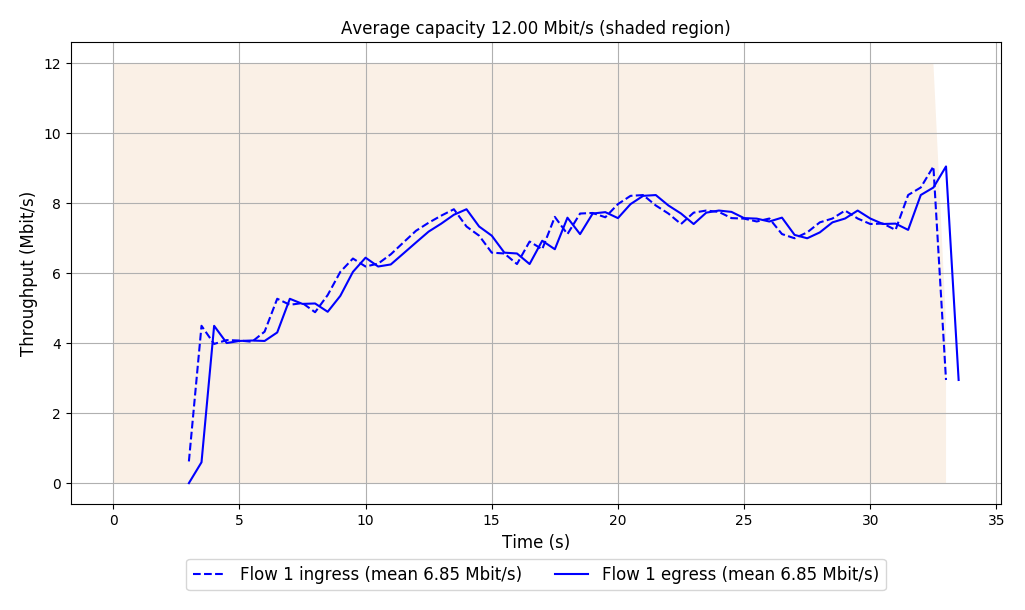 Average capacity 12.00 Mbit/s (shaded region)
Throughput (Mbit/s)
12
10
8
6
4
2
0
0 5 10 15 20 25 30 35
Time (s)
Flow 1 ingress (mean 6.85 Mbit/s) Flow 1 egress (mean 6.85 Mbit/s)